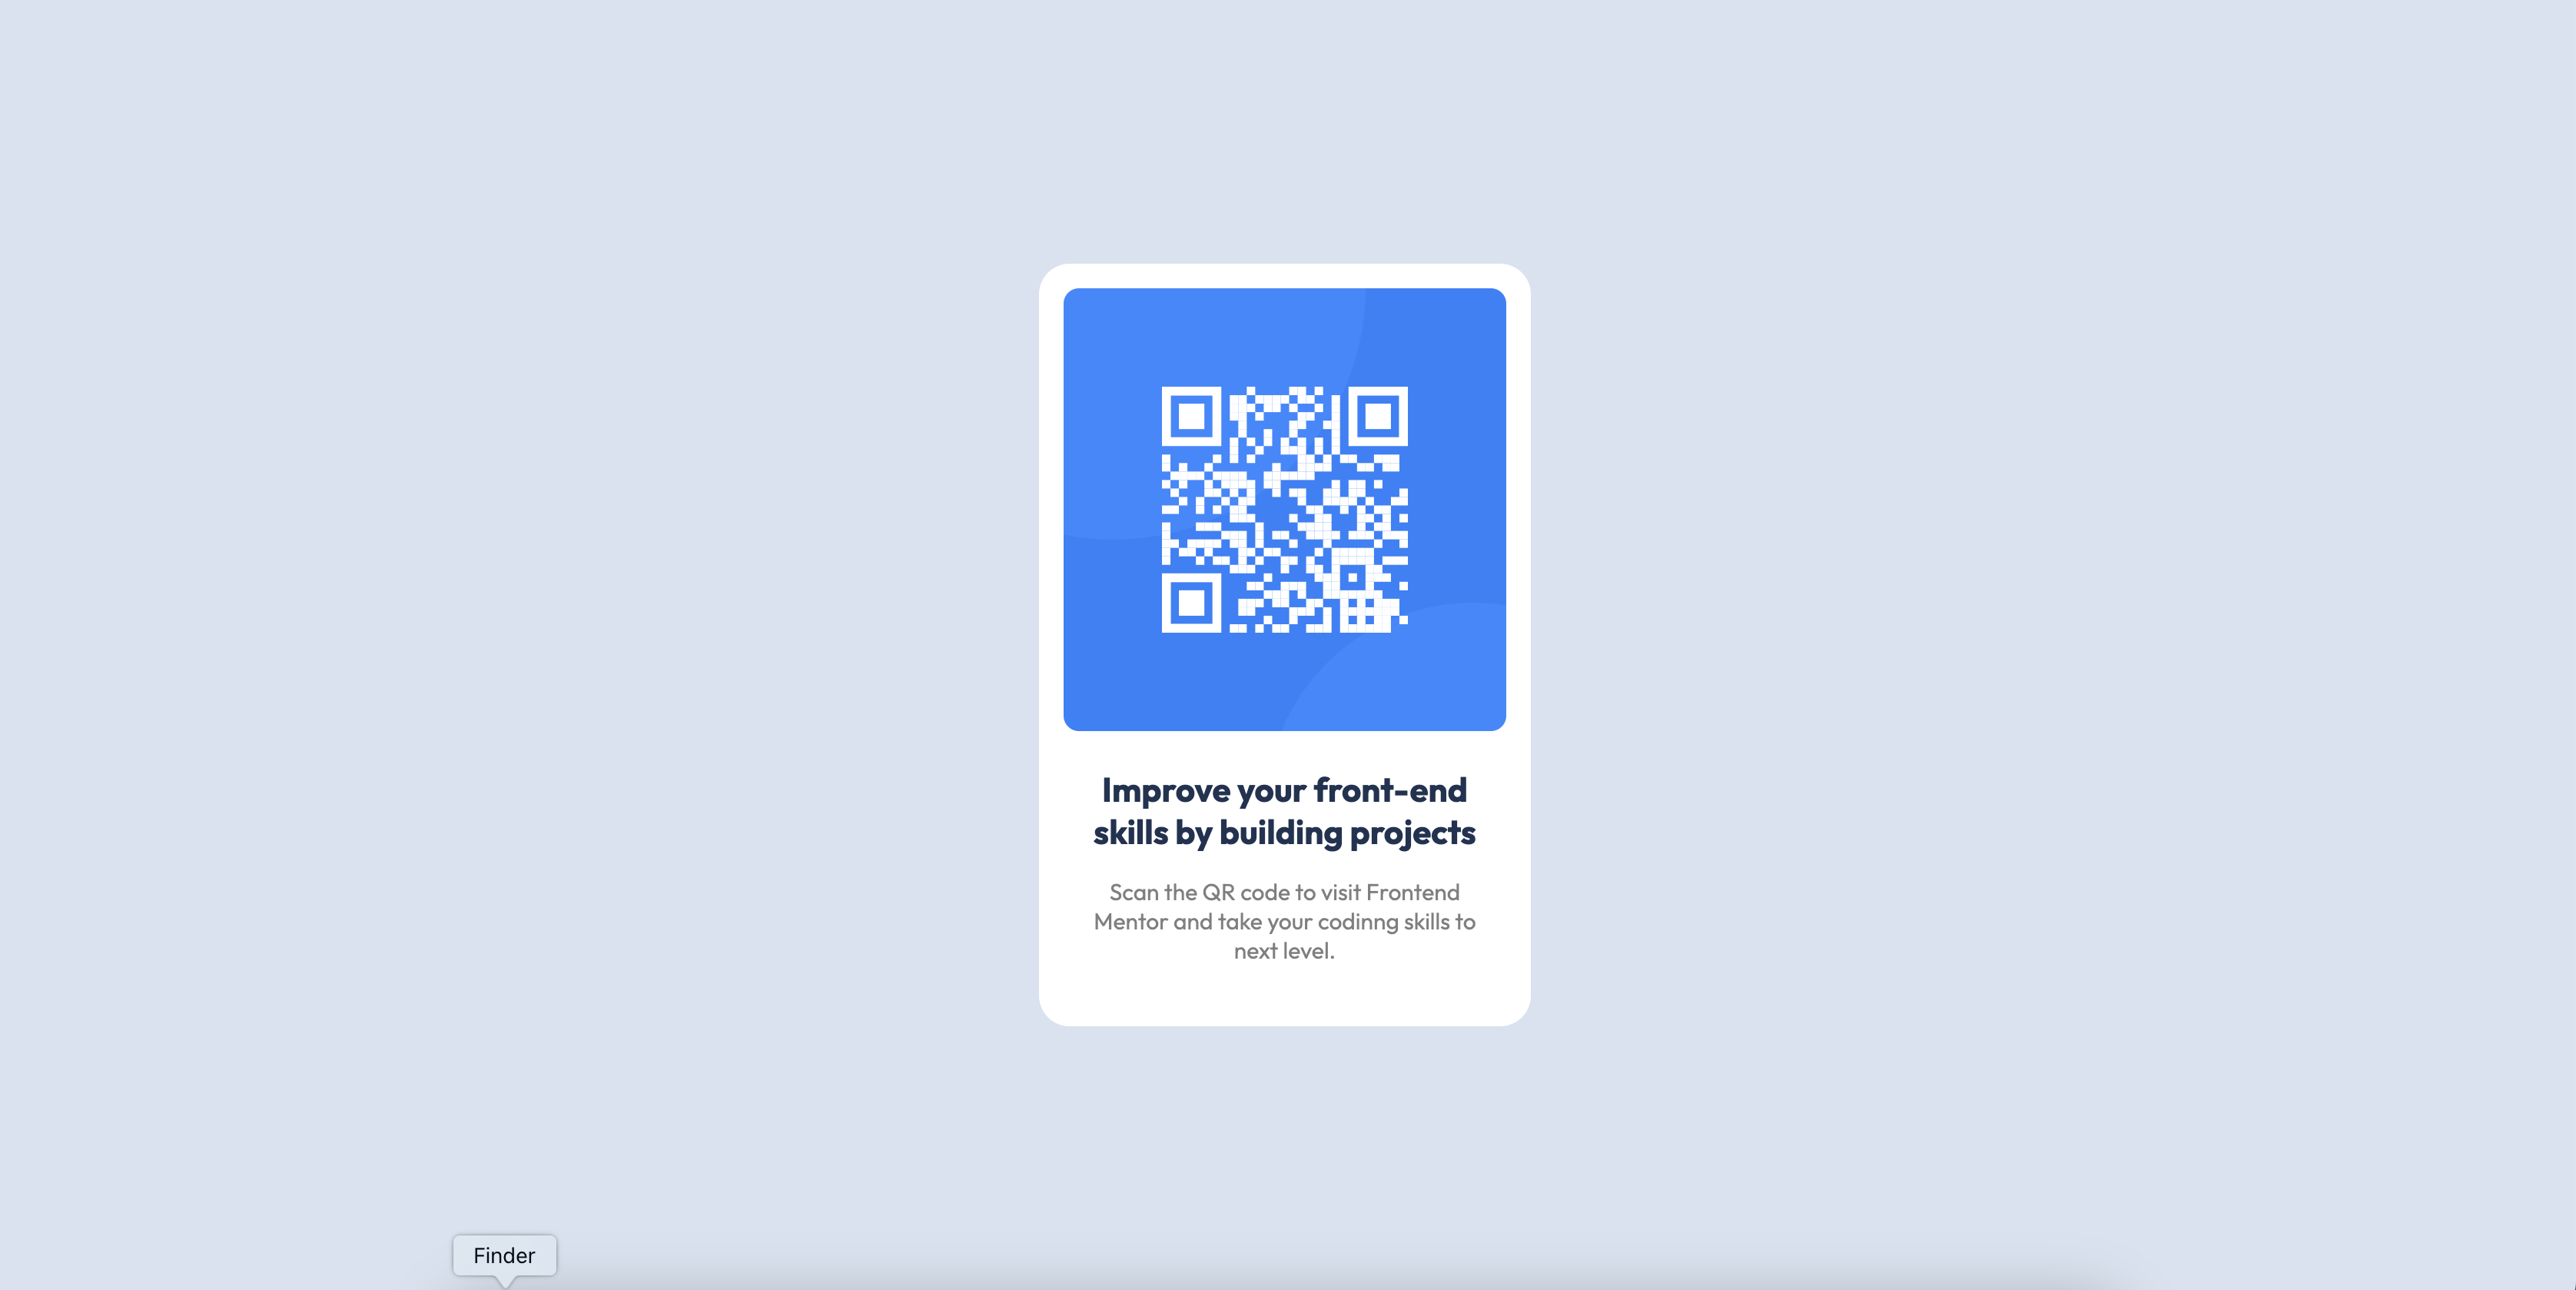 Improve your front-end
skills by building projects
Scan the QR code to visit Frontend
Mentor and take your codinng skills to
next level.
Finder